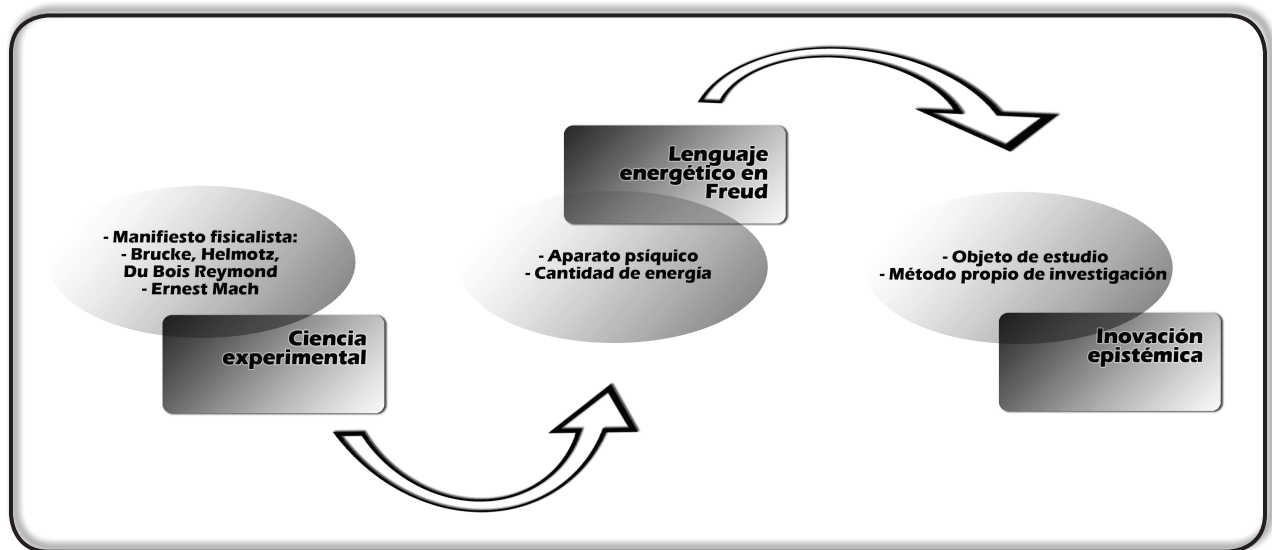 - Manifiesto fisicalista:
- Brucke, Helmotz,
Du Bois Reymond
- Ernest Mach
Ciencia
experimental
Lenguaje
energético en
Freud
- Aparato psíquico
- Cantidad de energía
- Objeto de estudio
- Método propio de investigación
Inovación
epistémica